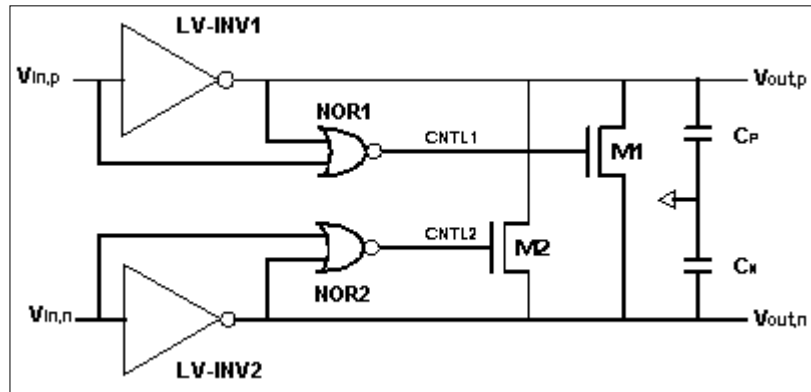 LV-INV1
Vin,p
Vout,p
NOR1
CNTL1
M1
CP
CNTL2
M2
CN
NOR2
Vin,n
Vout,n
LV-INV2